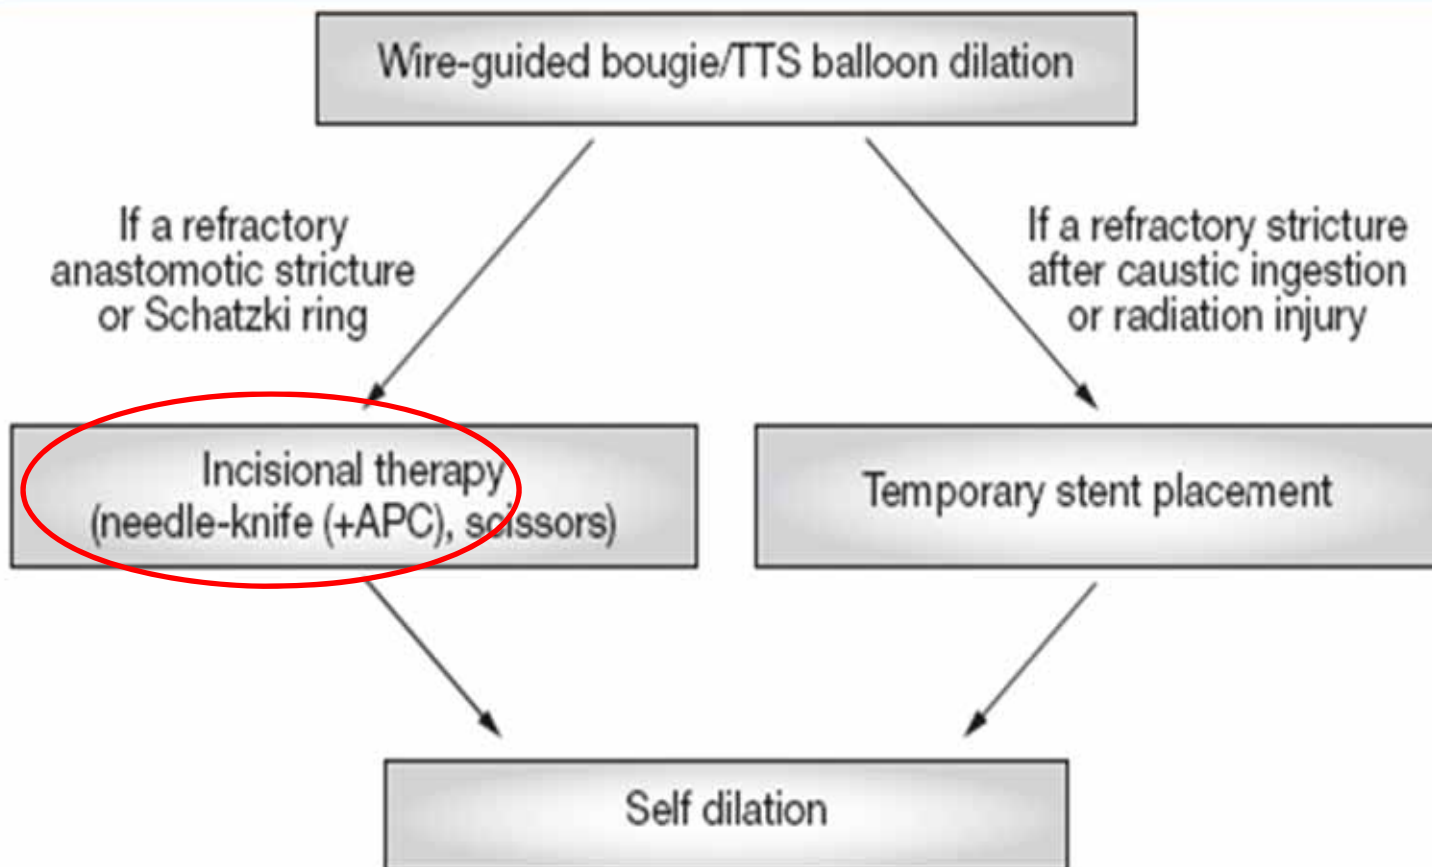 Wire-guided bougie/TTS balloon dilation
If a refractory
anastomotic stricture
or Schatzki ring
If a refractory stricture
after caustic ingestion
or radiation injury
Incisional therapy
(needle-knife (+APC), scissors)
Temporary stent placement
Self dilation